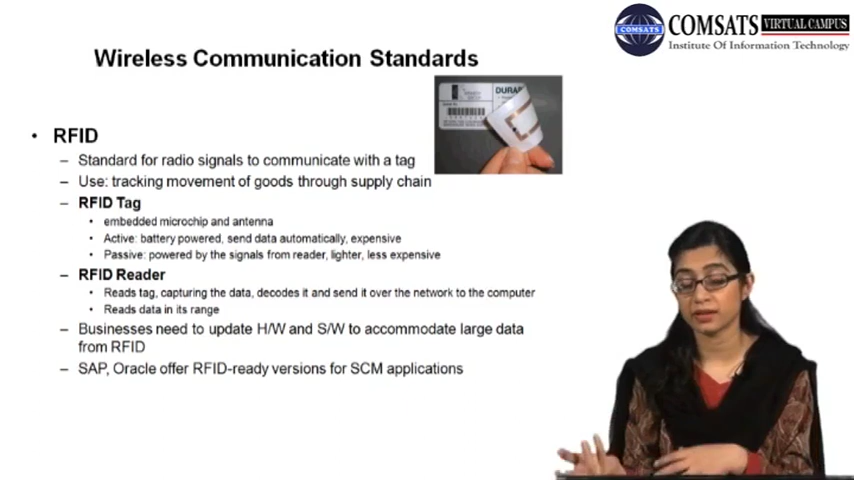 COMSATS
COMSATS VIRTUAL CAMPUS
Institute Of Information Technology
Wireless Communication Standards
DURA
• RFID
– Standard for radio signals to communicate with a tag
– Use: tracking movement of goods through supply chain
– RFID Tag
• embedded microchip and antenna
• Active: battery powered, send data automatically, expensive
• Passive: powered by the signals from reader, lighter, less expensive
– RFID Reader
• Reads tag, capturing the data, decodes it and send it over the network to the computer
• Reads data in its range
– Businesses need to update H/W and S/W to accommodate large data
from RFID
– SAP, Oracle offer RFID-ready versions for SCM applications